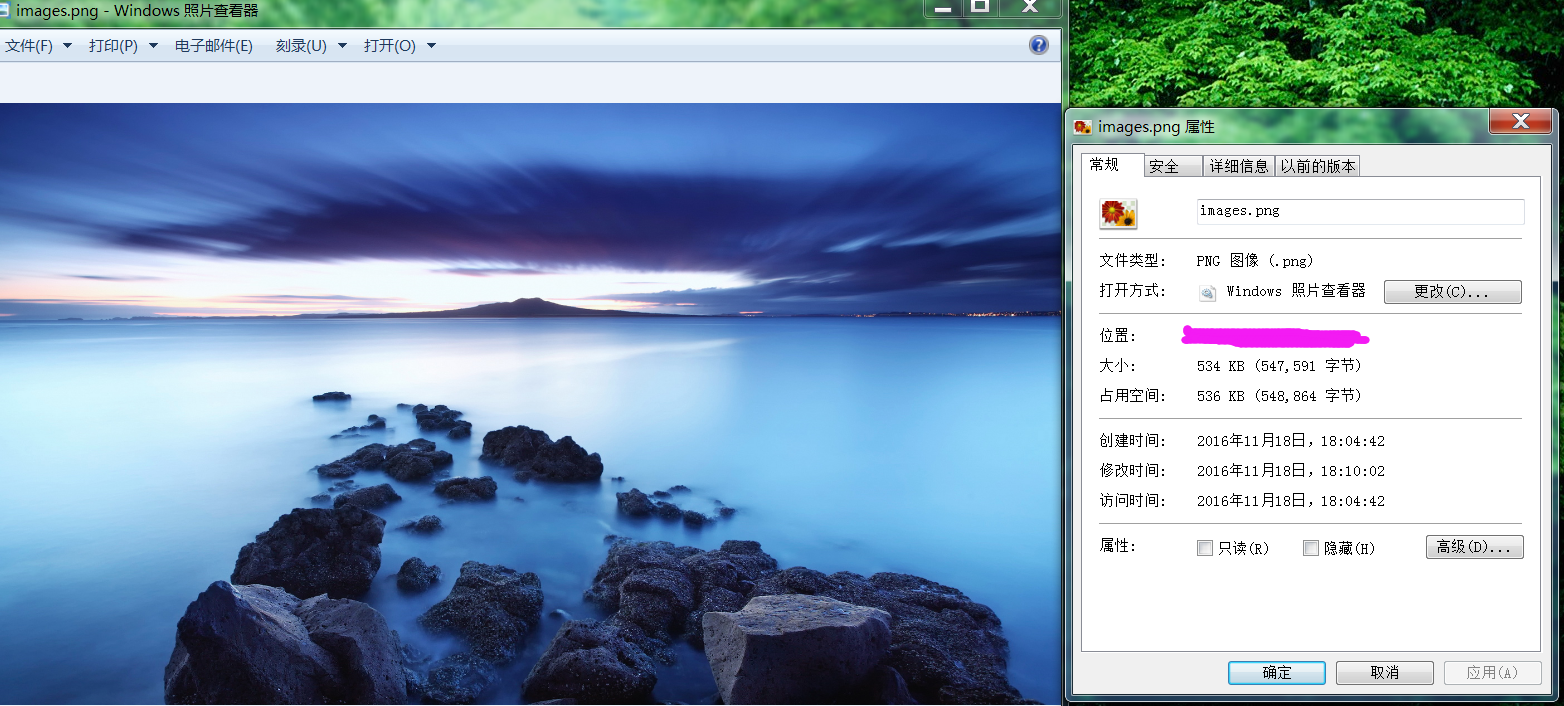 images.png - Windows 照片查看器
文件(F) 打印(P) 电子邮件(E) 刻录(U) 打开(O)
images.png 属性
常规 安全 详细信息 以前的版本
images.png
文件类型: PNG 图像 (.png)
打开方式: Windows 照片查看器 更改(C)...
位置:
大小: 534 KB (547,591 字节)
占用空间: 536 KB (548,864 字节)
创建时间: 2016年11月18日，18:04:42
修改时间: 2016年11月18日，18:10:02
访问时间: 2016年11月18日，18:04:42
属性: 只读(R) 隐藏(H) 高级(D)...
确定 取消 应用(A)